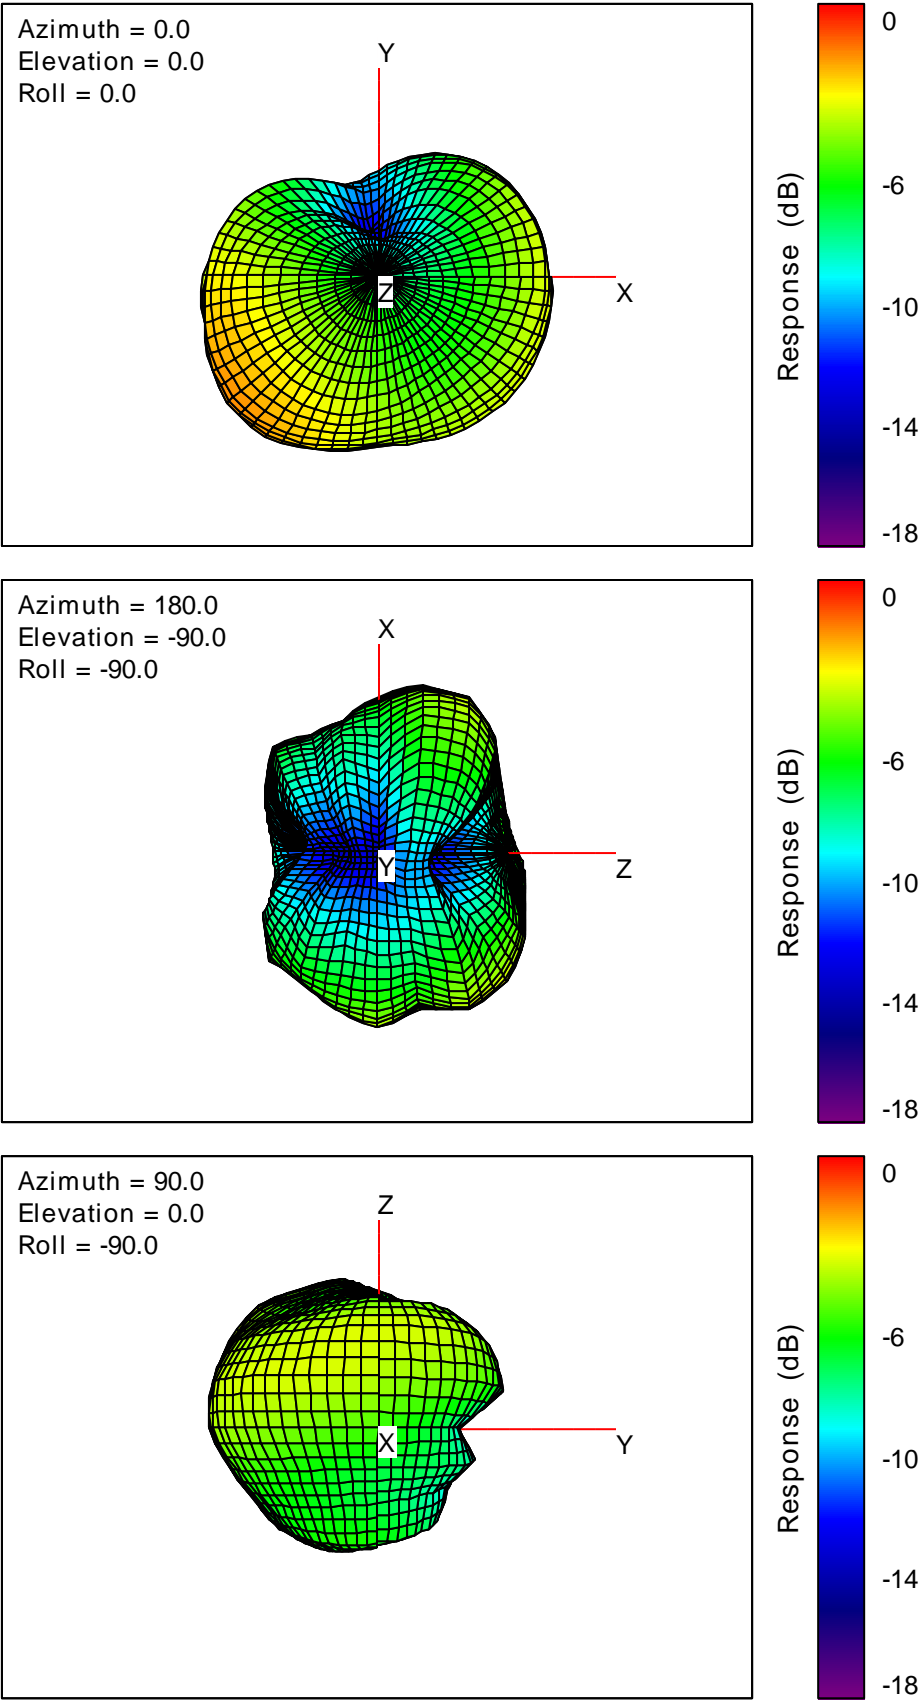 Azimuth = 0.0
Elevation = 0.0
Roll = 0.0
Y
X
Z
0
-6
-10
-14
-18
Response (dB)
Azimuth = 180.0
Elevation = -90.0
Roll = -90.0
X
Y
Z
0
-6
-10
-14
-18
Response (dB)
Azimuth = 90.0
Elevation = 0.0
Roll = -90.0
Z
X
Y
0
-6
-10
-14
-18
Response (dB)